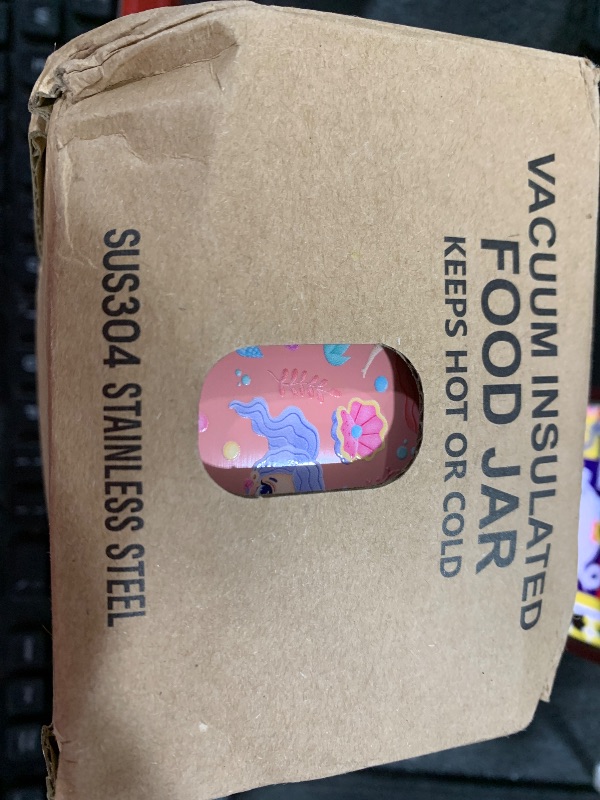 VACUUM INSULATED
FOOD JAR
KEEPS HOT OR COLD
SUS304 STAINLESS STEEL